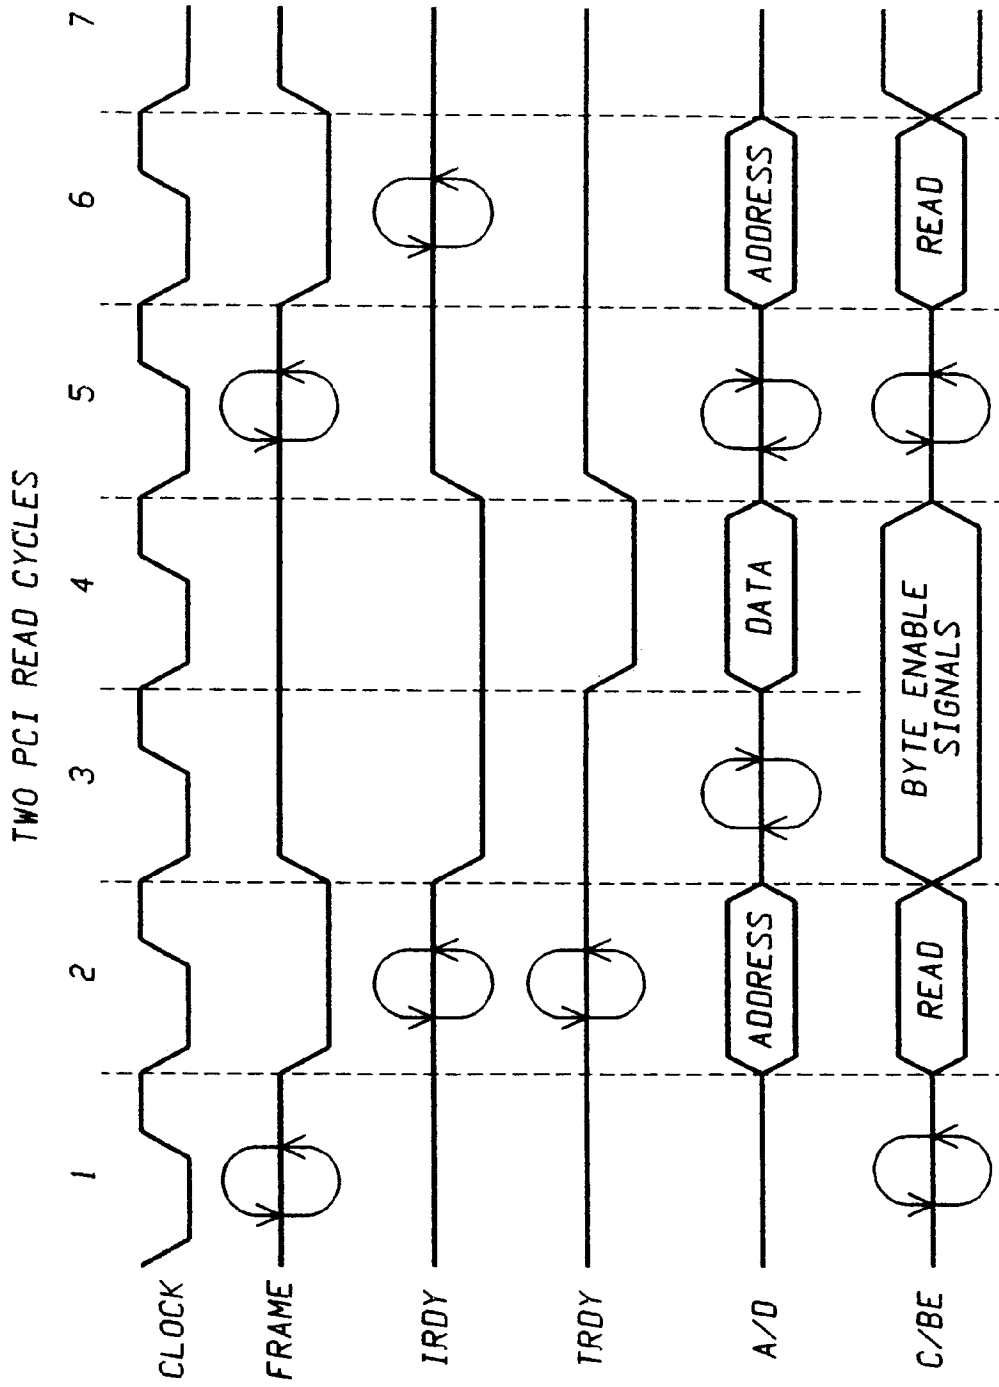 TWO PCI READ CYCLES
1 2 3 4 5 6 7
CLOCK
FRAME
IRDY
TRDY
A/D ADDRESS DATA ADDRESS
C/BE READ BYTE ENABLE READ
SIGNALS